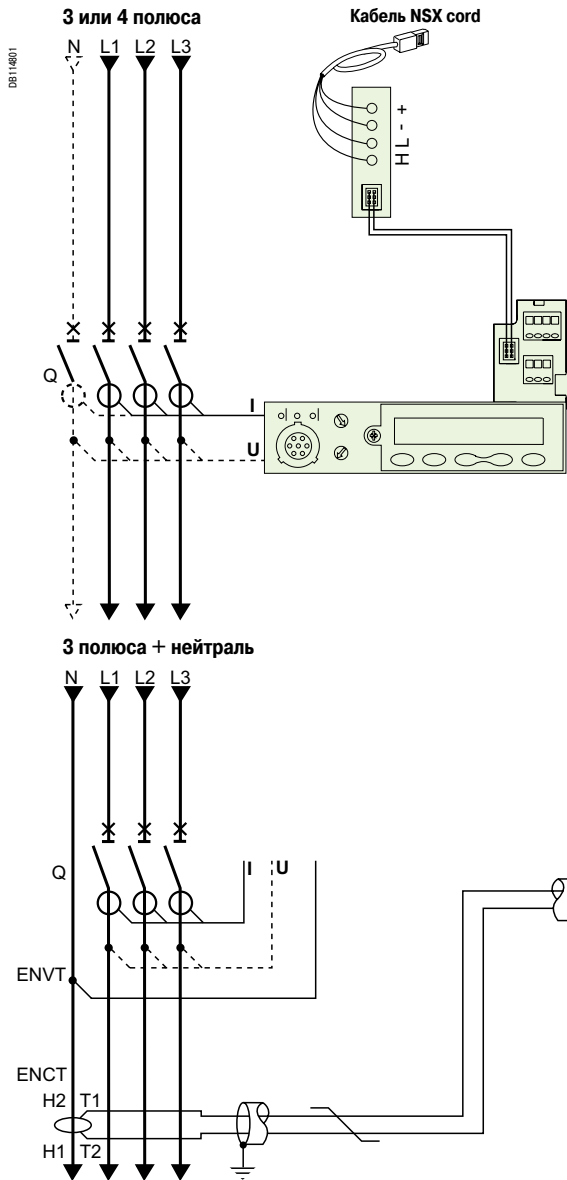 3 или 4 полюса
Кабель NSX cord
DB114801
N L1 L2 L3
H L - +
Q
I
U
3 полюса + нейтраль
N L1 L2 L3
Q
I U
ENVT
ENCT
H2 T1
H1 T2